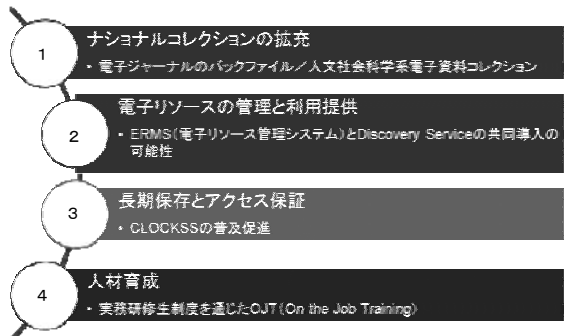 1
ナショナルコレクションの拡充
・電子ジャーナルのバックファイル／人文社会科学系電子資料コレクション
2
電子リソースの管理と利用提供
・ERMS（電子リソース管理システム）とDiscovery Serviceの共同導入の
可能性
3
長期保存とアクセス保証
・CLOCKSSの普及促進
4
人材育成
・実務研修生制度を通じたOJT（On the Job Training）